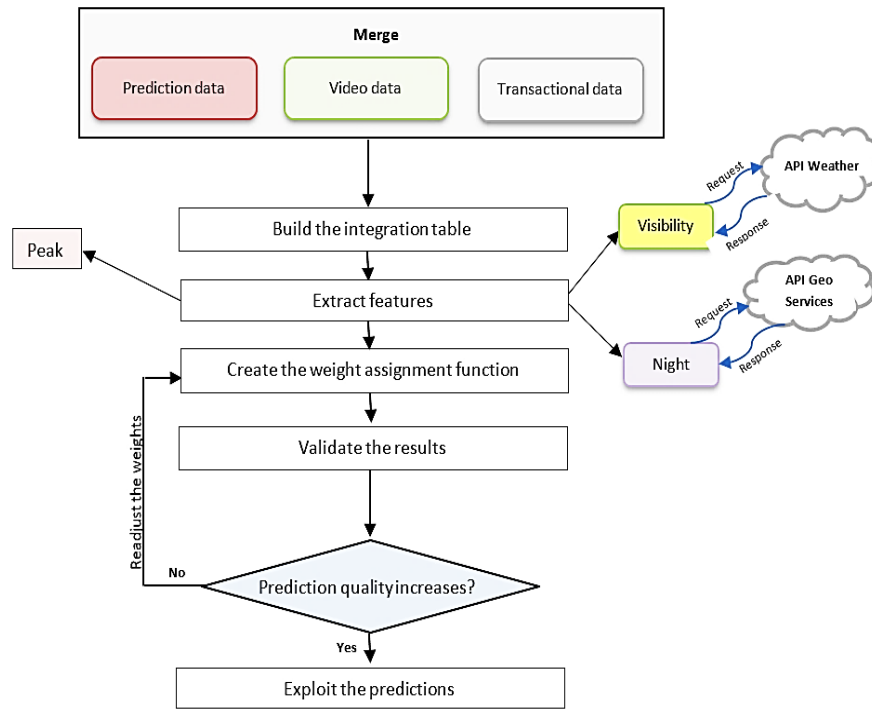 Merge
Prediction data
Video data
Transactional data
Build the integration table
Peak
Extract features
Visibility
Request
API Weather
Response
Request
API Geo
Services
Response
Night
Create the weight assignment function
Validate the results
Readjust the weights
No
Prediction quality increases?
Yes
Exploit the predictions